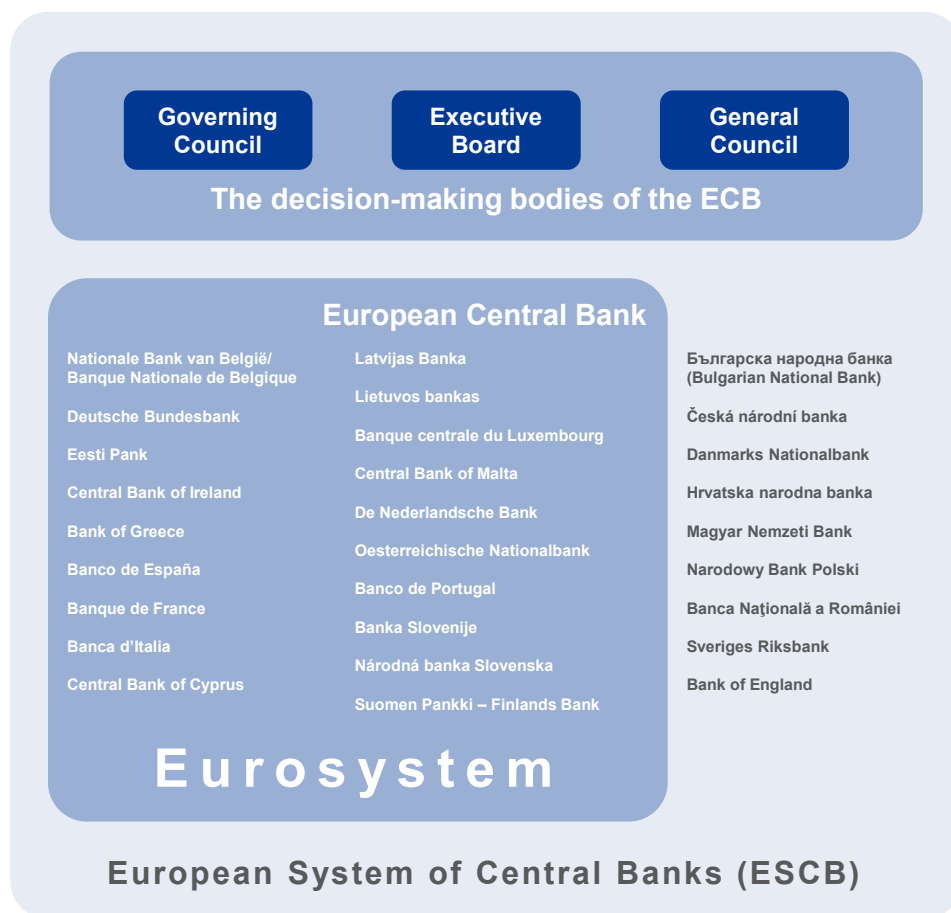 Governing
Council
Executive
Board
General
Council
The decision-making bodies of the ECB
European Central Bank
Nationale Bank van België/
Banque Nationale de Belgique
Deutsche Bundesbank
Eesti Pank
Central Bank of Ireland
Bank of Greece
Banco de España
Banque de France
Banca d’Italia
Central Bank of Cyprus
Latvijas Banka
Lietuvos bankas
Banque centrale du Luxembourg
Central Bank of Malta
De Nederlandsche Bank
Oesterreichische Nationalbank
Banco de Portugal
Banka Slovenije
Národná banka Slovenska
Suomen Pankki – Finlands Bank
Eurosystem
Българска народна банка
(Bulgarian National Bank)
Česká národní banka
Danmarks Nationalbank
Hrvatska narodna banka
Magyar Nemzeti Bank
Narodowy Bank Polski
Banca Naţională a României
Sveriges Riksbank
Bank of England
European System of Central Banks (ESCB)